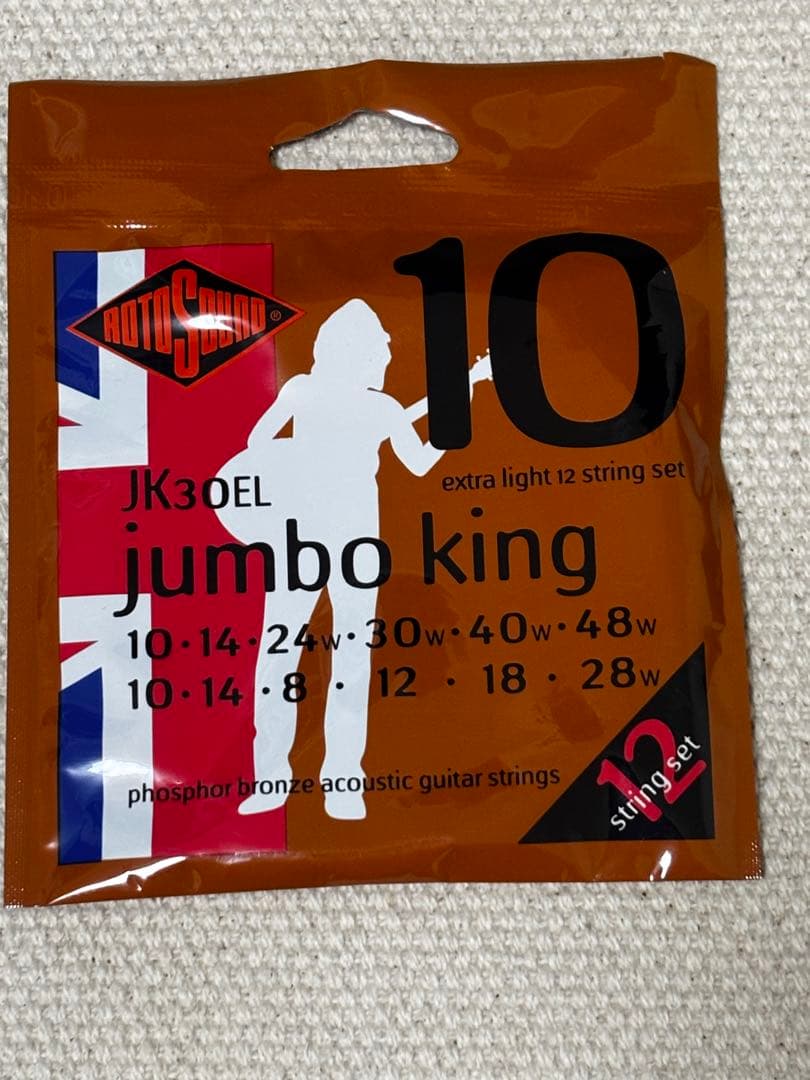 ROTOSOUND®
10
extra light 12 string set
JK30EL
jumbo king
10·14·24w·30w·40w·48w
10·14·8·12·18·28w
phosphor bronze acoustic guitar strings
12
string set